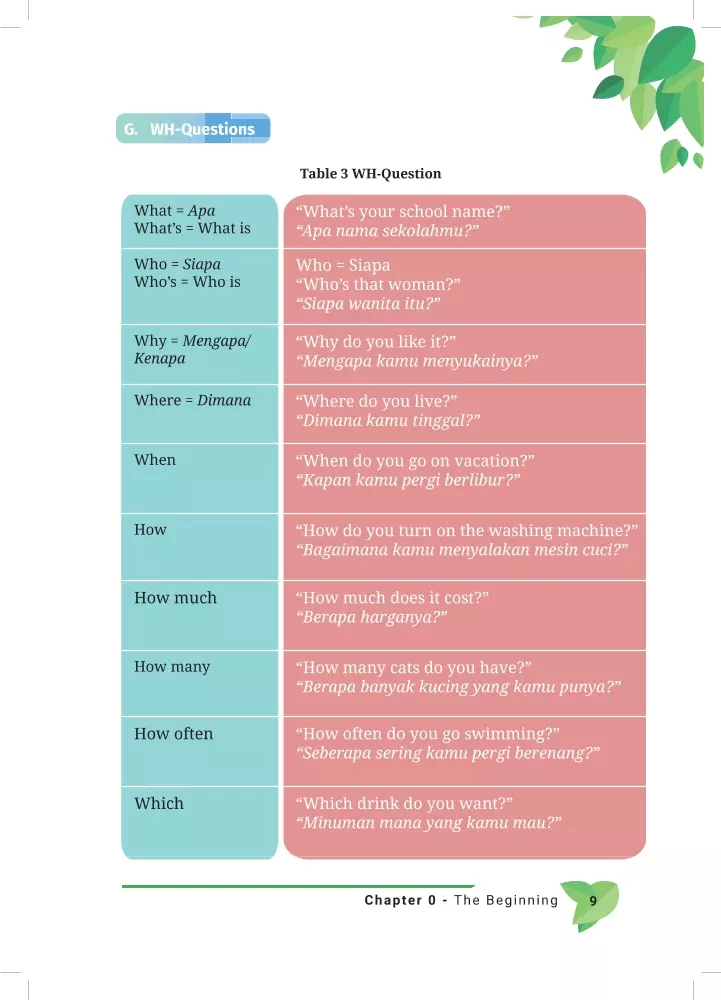 G. WH-Questions
Table 3 WH-Question
What = Apa
What’s = What is
“What’s your school name?”
“Apa nama sekolahmu?”
Who = Siapa
Who’s = Who is
Who = Siapa
“Who’s that woman?”
“Siapa wanita itu?”
Why = Mengapa/
Kenapa
“Why do you like it?”
“Mengapa kamu menyukainya?”
Where = Dimana
“Where do you live?”
“Dimana kamu tinggal?”
When
“When do you go on vacation?”
“Kapan kamu pergi berlibur?”
How
“How do you turn on the washing machine?”
“Bagaimana kamu menyalakan mesin cuci?”
How much
“How much does it cost?”
“Berapa harganya?”
How many
“How many cats do you have?”
“Berapa banyak kucing yang kamu punya?”
How often
“How often do you go swimming?”
“Seberapa sering kamu pergi berenang?”
Which
“Which drink do you want?”
“Minuman mana yang kamu mau?”
Chapter 0 - The Beginning 9